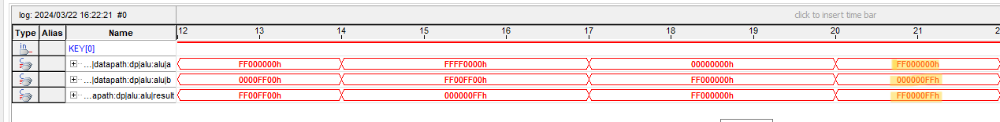 log: 2024/03/22 16:22:21 #0 click to insert time bar
Type Alias Name 12 13 14 15 16 17 18 19 20 21 2
in KEY[0]
C ...|datapath:dp|alu:alu|a FF000000h FFFF0000h 00000000h FF000000h
C ...|datapath:dp|alu:alu|b 0000FF00h FF00FF00h FF000000h 000000FFh
C ...apath:dp|alu:alu|result FF00FF00h 000000FFh FF000000h FF0000FFh